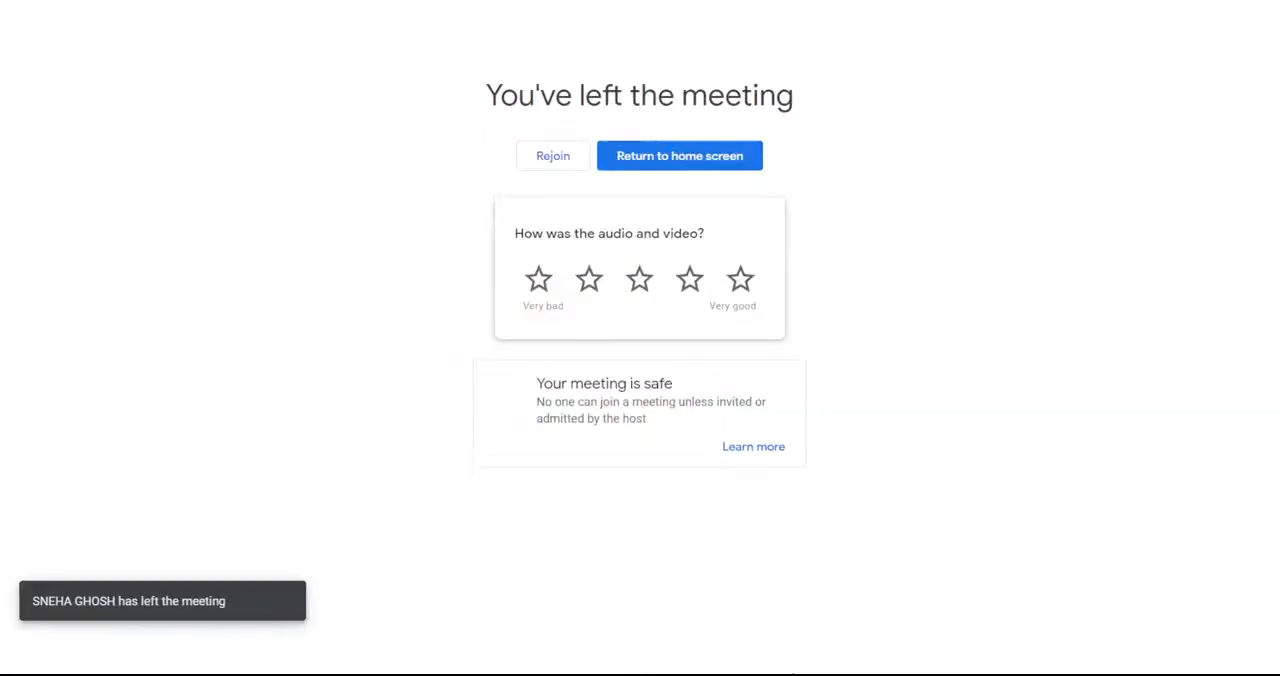 You've left the meeting
Rejoin
Return to home screen
How was the audio and video?
Very bad
Very good
Your meeting is safe
No one can join a meeting unless invited or
admitted by the host
Learn more
SNEHA GHOSH has left the meeting